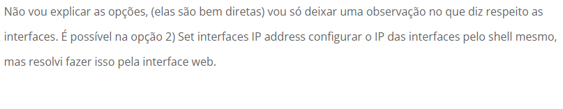 Não vou explicar as opções, (elas são bem diretas) vou só deixar uma observação no que diz respeito as
interfaces. É possível na opção 2) Set interfaces IP address configurar o IP das interfaces pelo shell mesmo,
mas resolvi fazer isso pela interface web.